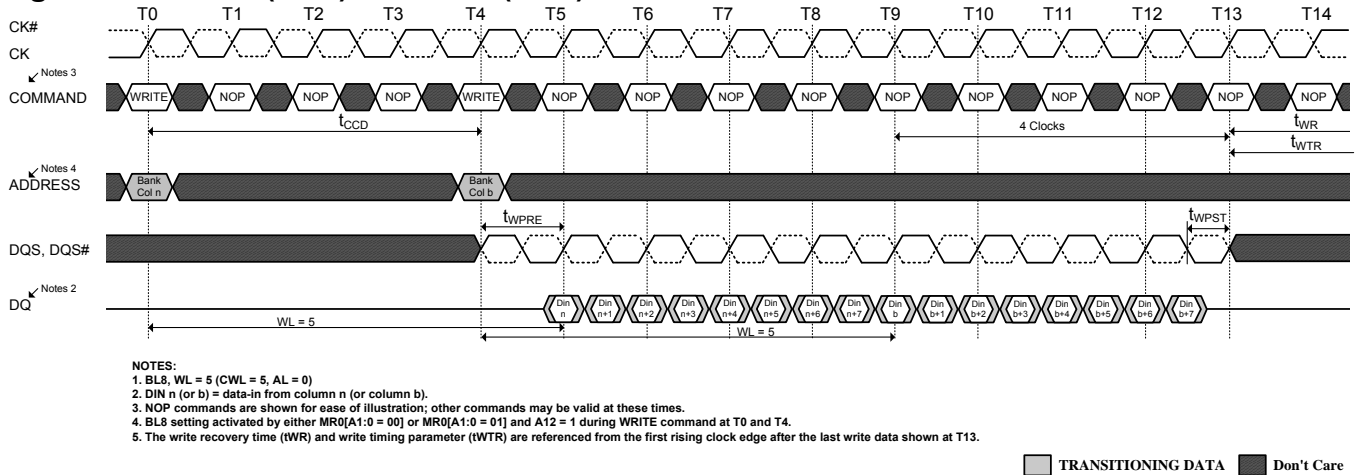 T0 T1 T2 T3 T4 T5 T6 T7 T8 T9 T10 T11 T12 T13 T14
CK#
CK
Notes 3
COMMAND WRITE NOP NOP NOP WRITE NOP NOP NOP NOP NOP NOP NOP NOP NOP NOP
tCCD 4 Clocks tWR
tWTR
Notes 4
ADDRESS
Bank Col n
Bank Col b
tWPRE tWPST
DQS, DQS#
Notes 2
DQ
Din n Din n+1 Din n+2 Din n+3 Din n+4 Din n+5 Din n+6 Din n+7 Din b Din b+1 Din b+2 Din b+3 Din b+4 Din b+5 Din b+6 Din b+7
WL = 5
WL = 5
NOTES:
1. BL8, WL = 5 (CWL = 5, AL = 0)
2. DIN n (or b) = data-in from column n (or column b).
3. NOP commands are shown for ease of illustration; other commands may be valid at these times.
4. BL8 setting activated by either MR0[A1:0 = 00] or MR0[A1:0 = 01] and A12 = 1 during WRITE command at T0 and T4.
5. The write recovery time (tWR) and write timing parameter (tWTR) are referenced from the first rising clock edge after the last write data shown at T13.
TRANSITIONING DATA Don't Care